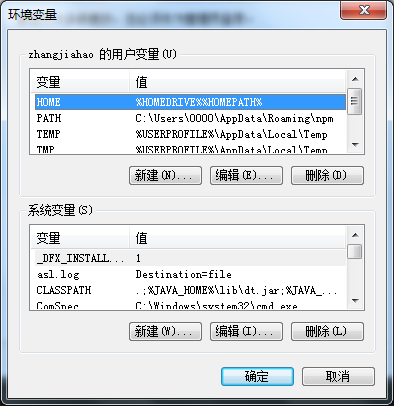 环境变量
zhangjiahao 的用户变量(U)
变量 值
HOME %HOMEDRIVE%%HOMEPATH%
PATH C:\Users\0000\AppData\Roaming\npm
TEMP %USERPROFILE%\AppData\Local\Temp
TMP %USERPROFILE%\AppData\Local\Temp
新建(N)... 编辑(E)... 删除(D)
系统变量(S)
变量 值
_DFX_INSTALL... 1
asl.log Destination=file
CLASSPATH .;%JAVA_HOME%\lib\dt.jar;%JAVA_...
ComSpec C:\Windows\system32\cmd.exe
新建(W)... 编辑(I)... 删除(L)
确定 取消